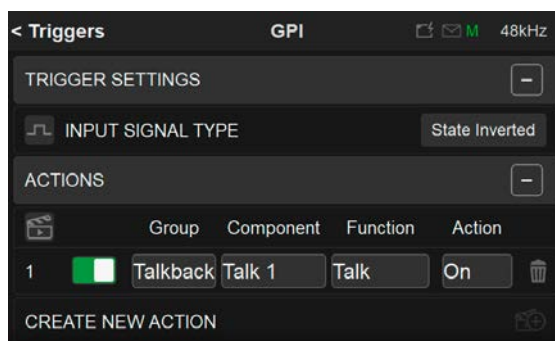 < Triggers GPI M 48kHz
TRIGGER SETTINGS -
INPUT SIGNAL TYPE State Inverted
ACTIONS -
Group Component Function Action
1 Talkback Talk 1 Talk On
CREATE NEW ACTION